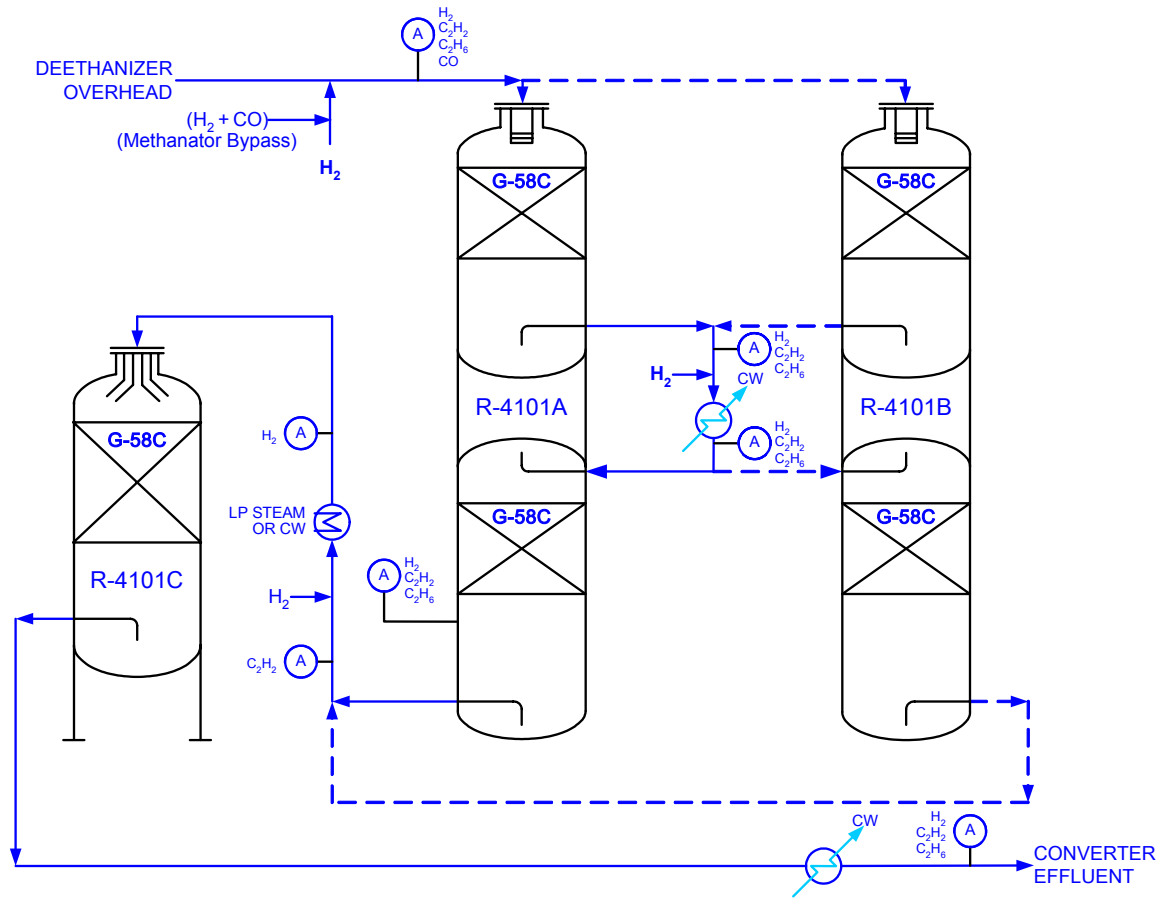 H₂
C₂H₂
C₂H₆
CO
A
DEETHANIZER
OVERHEAD
(H₂ + CO)
(Methanator Bypass)
H₂
G-58C
G-58C
H₂
C₂H₂
C₂H₆
A
H₂
CW
R-4101A
R-4101B
G-58C
H₂
A
H₂
C₂H₂
C₂H₆
A
LP STEAM
OR CW
G-58C
G-58C
R-4101C
H₂
C₂H₂
C₂H₆
A
H₂
C₂H₂
A
CW
H₂
C₂H₂
C₂H₆
A
CONVERTER
EFFLUENT